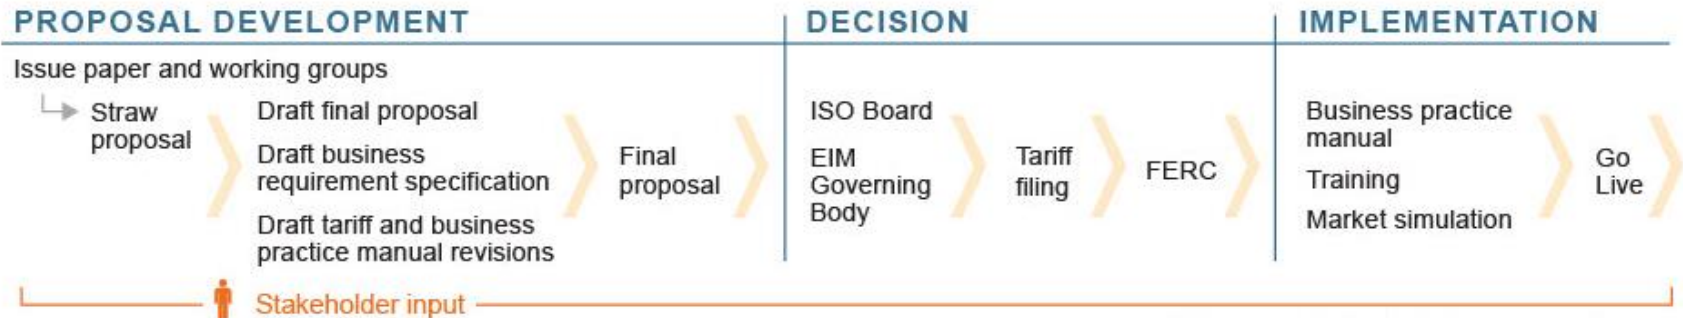 PROPOSAL DEVELOPMENT
Issue paper and working groups
Straw
proposal
Draft final proposal
Draft business
requirement specification
Draft tariff and business
practice manual revisions
Final
proposal
DECISION
ISO Board
EIM
Governing
Body
Tariff
filing
FERC
IMPLEMENTATION
Business practice
manual
Training
Market simulation
Go
Live
Stakeholder input